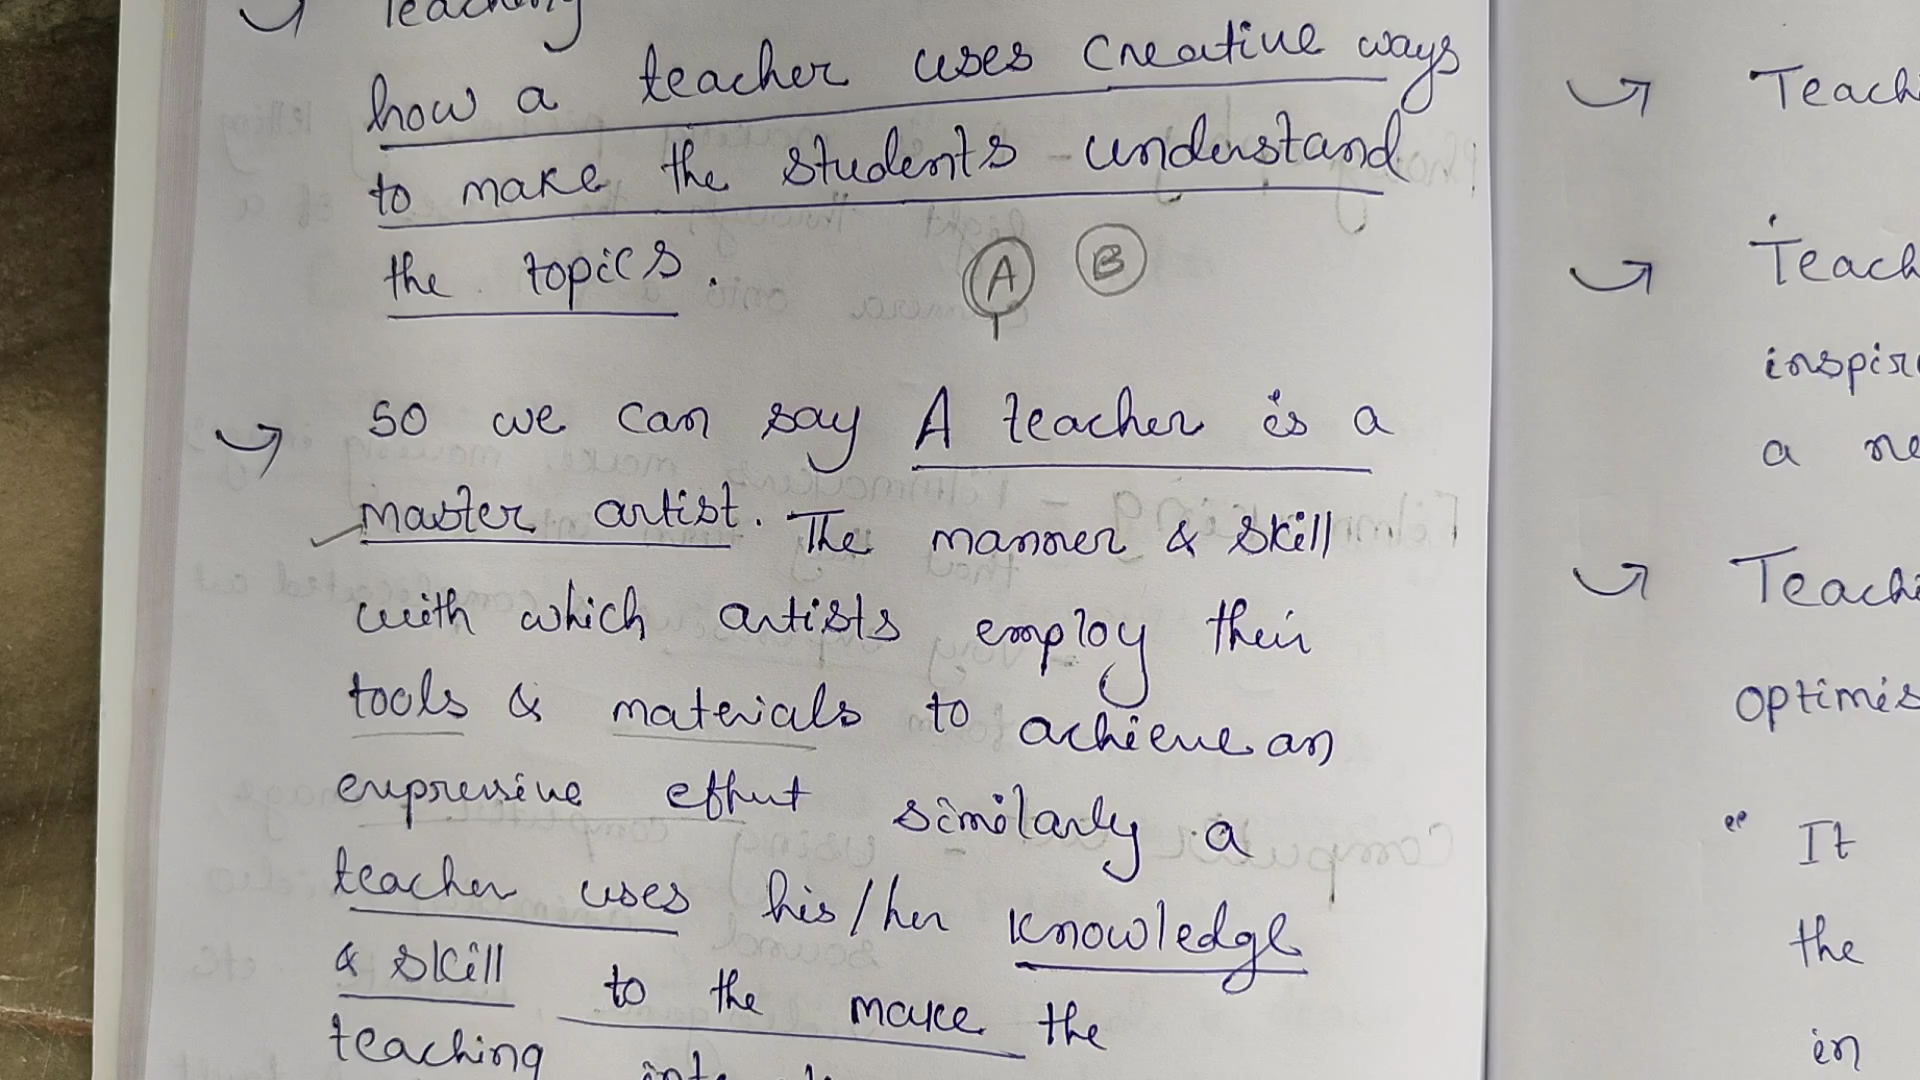 Teaching
how a teacher uses creative ways
to make the students understand
the topics.
A B
so we can say A teacher is a
master artist. The manner & skill
with which artists employ their
tools & materials to achieve an
expressive effect similarly a
teacher uses his/her knowledge
& skill to the make the
teaching
Teach
Teach
inspir
a ne
Teach
optimis
" It
the
in